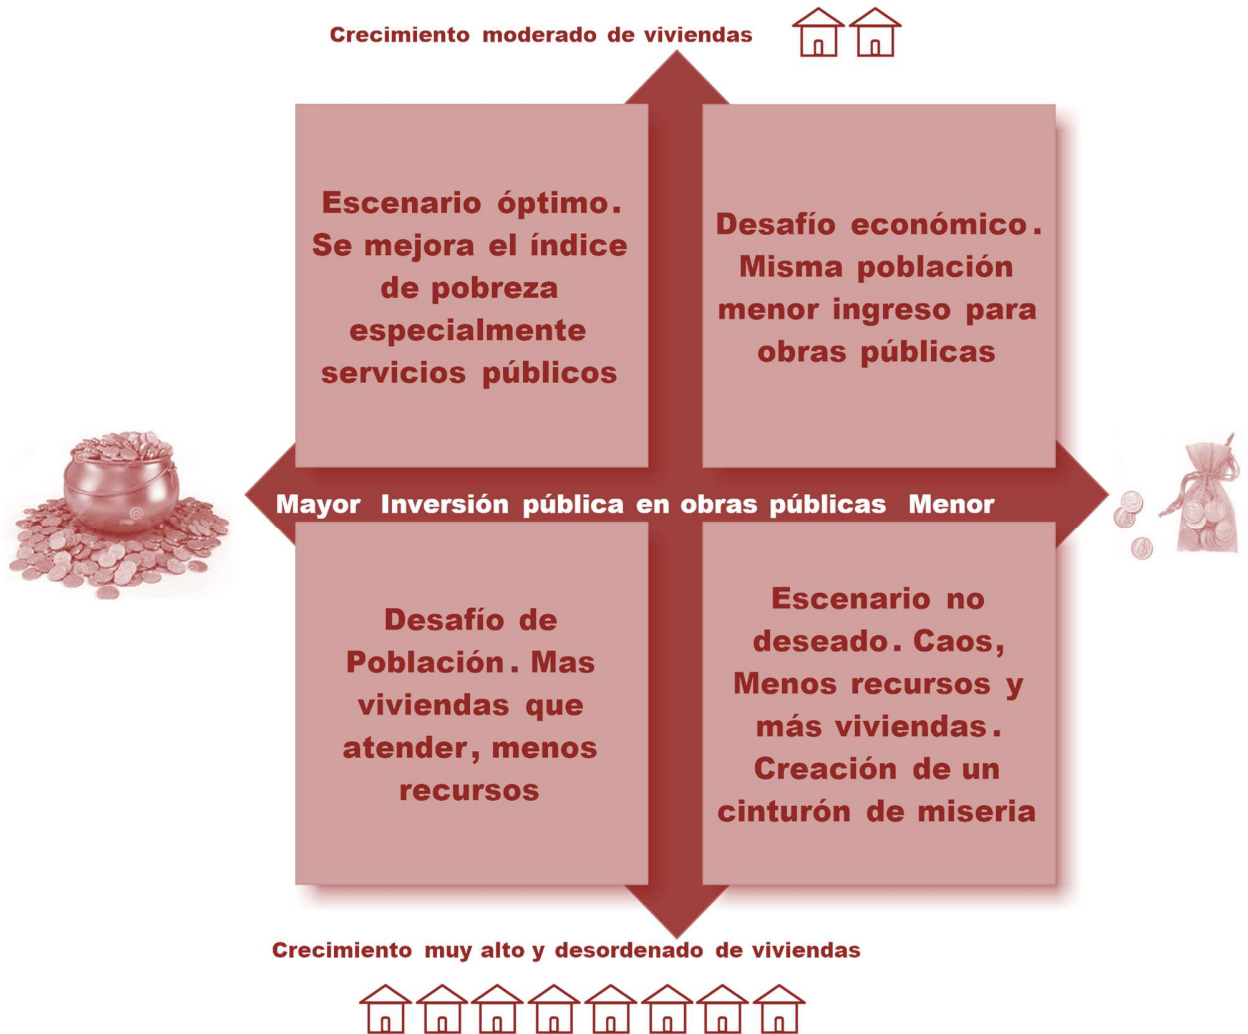 Crecimiento moderado de viviendas
Escenario óptimo.
Se mejora el índice
de pobreza
especialmente
servicios públicos
Desafío económico.
Misma población
menor ingreso para
obras públicas
Mayor Inversión pública en obras públicas Menor
Desafío de
Población. Mas
viviendas que
atender, menos
recursos
Escenario no
deseado. Caos,
Menos recursos y
más viviendas.
Creación de un
cinturón de miseria
Crecimiento muy alto y desordenado de viviendas